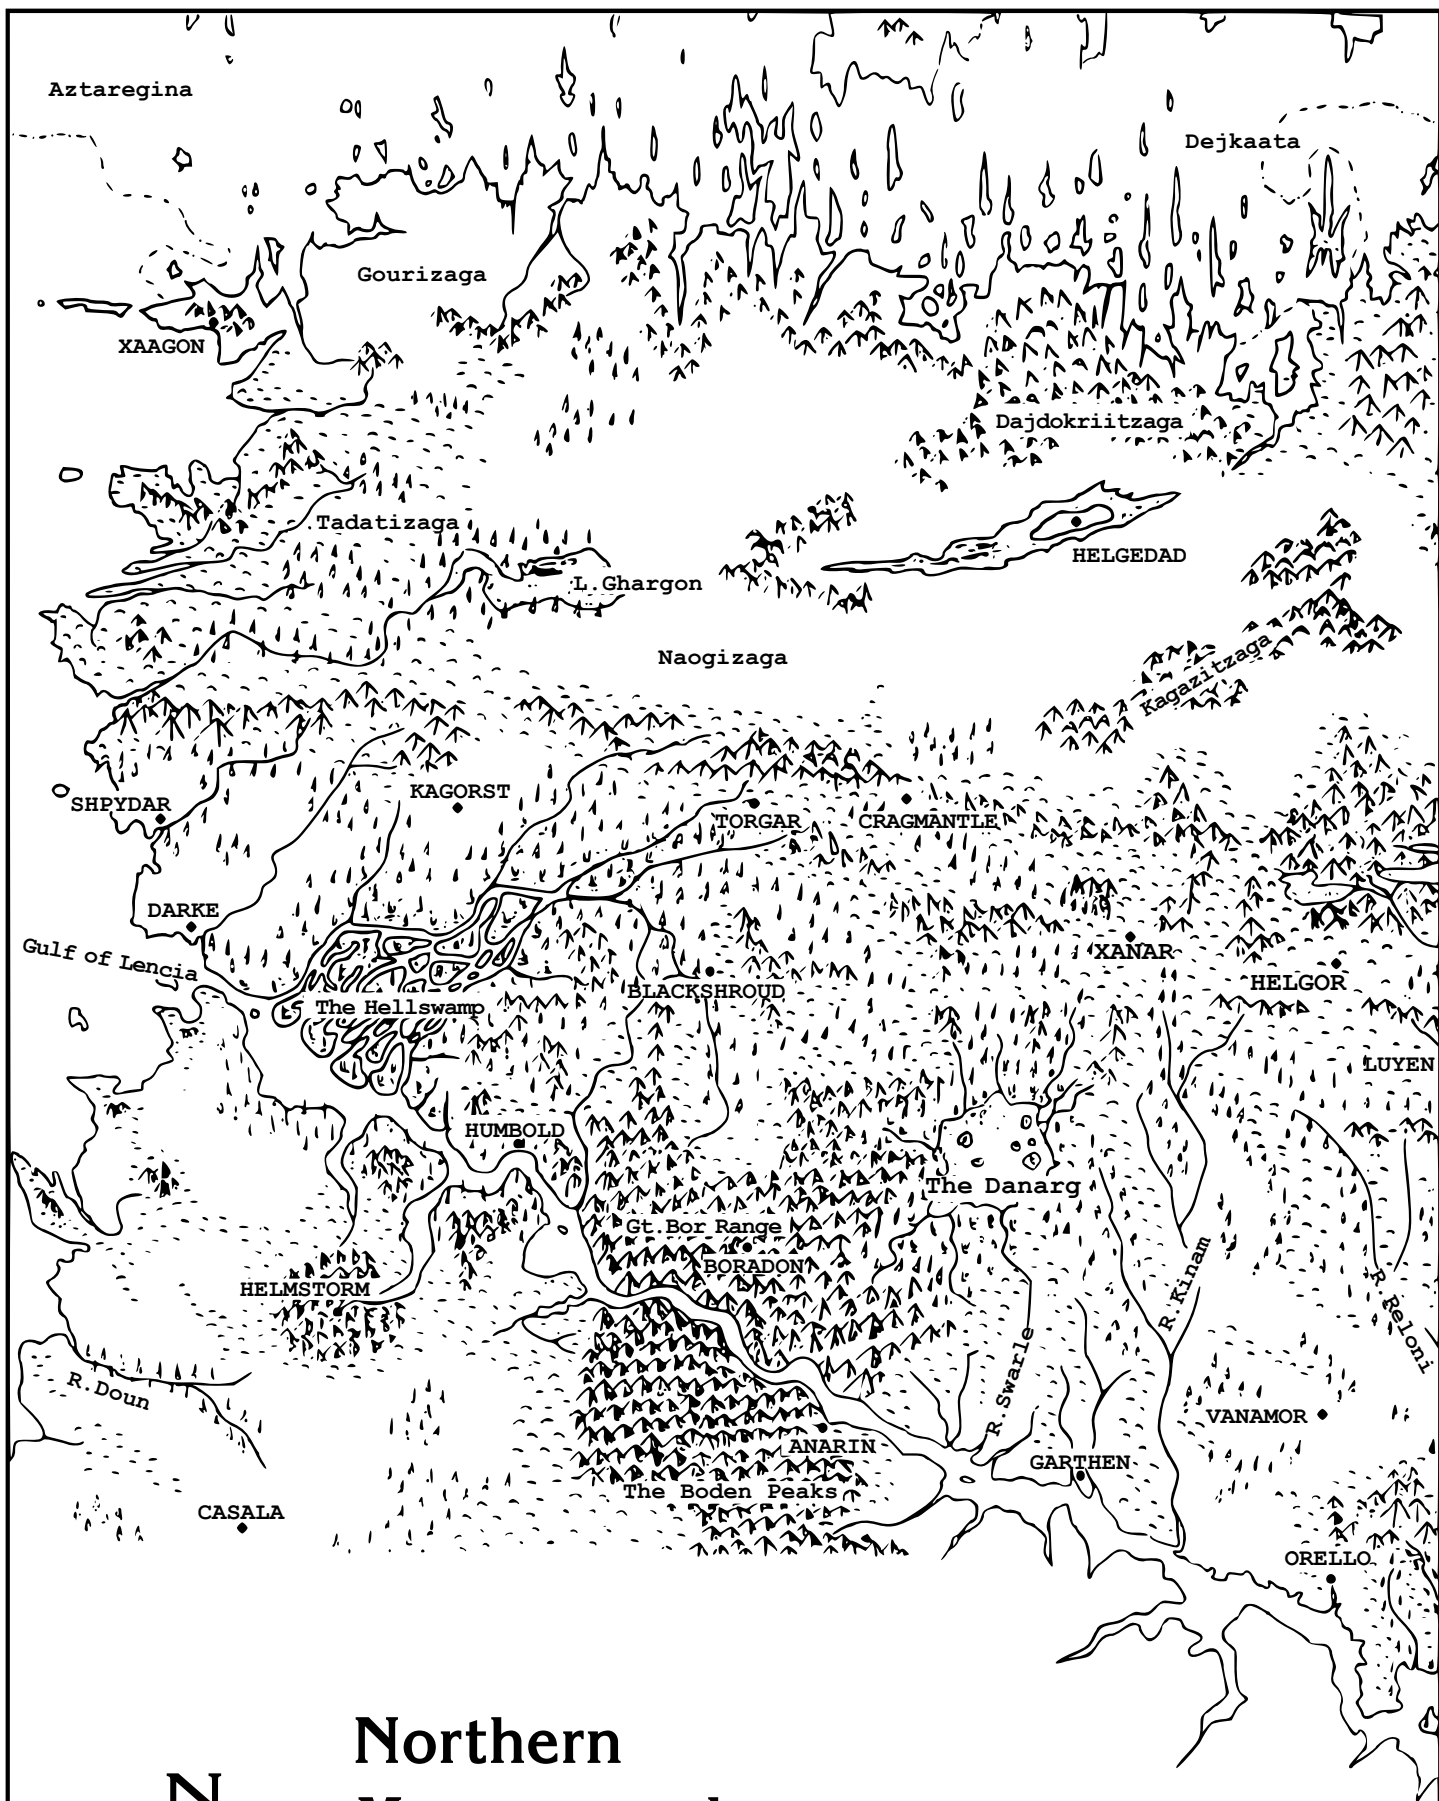 Aztaregina
Dejkaata
Gourizaga
XAAGON
Dajdokriitzaga
Tadatizaga
HELGEDAD
L.Ghargon
Naogizaga
Kagazitzaga
KAGORST
SHPYDAR
TORGAR
CRAGMANTLE
DARKE
Gulf of Lencia
XANAR
HELGOR
BLACKSHROUD
The Hellswamp
LUYEN
HUMBOLD
The Danarg
Gt.Bor Range
BORADON
R.Kinam
HELMSTORM
R.Reloni
R.Doun
R.Swarle
VANAMOR
ANARIN
GARTHEN
The Boden Peaks
CASALA
ORELLO
Northern
N